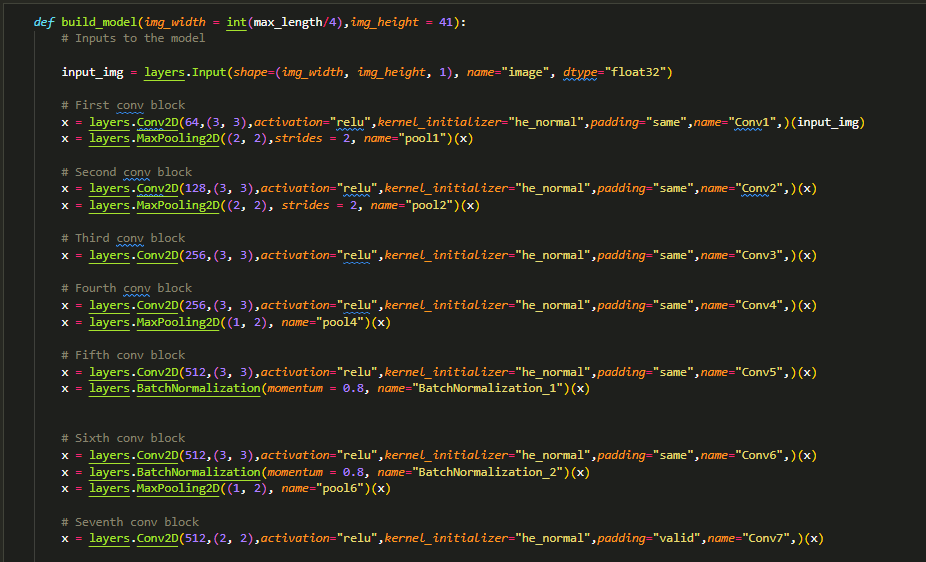 def build_model(img_width = int(max_length/4),img_height = 41):
# Inputs to the model
input_img = layers.Input(shape=(img_width, img_height, 1), name="image", dtype="float32")
# First conv block
x = layers.Conv2D(64,(3, 3),activation="relu",kernel_initializer="he_normal",padding="same",name="Conv1",)(input_img)
x = layers.MaxPooling2D((2, 2),strides = 2, name="pool1")(x)
# Second conv block
x = layers.Conv2D(128,(3, 3),activation="relu",kernel_initializer="he_normal",padding="same",name="Conv2",)(x)
x = layers.MaxPooling2D((2, 2), strides = 2, name="pool2")(x)
# Third conv block
x = layers.Conv2D(256,(3, 3),activation="relu",kernel_initializer="he_normal",padding="same",name="Conv3",)(x)
# Fourth conv block
x = layers.Conv2D(256,(3, 3),activation="relu",kernel_initializer="he_normal",padding="same",name="Conv4",)(x)
x = layers.MaxPooling2D((1, 2), name="pool4")(x)
# Fifth conv block
x = layers.Conv2D(512,(3, 3),activation="relu",kernel_initializer="he_normal",padding="same",name="Conv5",)(x)
x = layers.BatchNormalization(momentum = 0.8, name="BatchNormalization_1")(x)
# Sixth conv block
x = layers.Conv2D(512,(3, 3),activation="relu",kernel_initializer="he_normal",padding="same",name="Conv6",)(x)
x = layers.BatchNormalization(momentum = 0.8, name="BatchNormalization_2")(x)
x = layers.MaxPooling2D((1, 2), name="pool6")(x)
# Seventh conv block
x = layers.Conv2D(512,(2, 2),activation="relu",kernel_initializer="he_normal",padding="valid",name="Conv7",)(x)